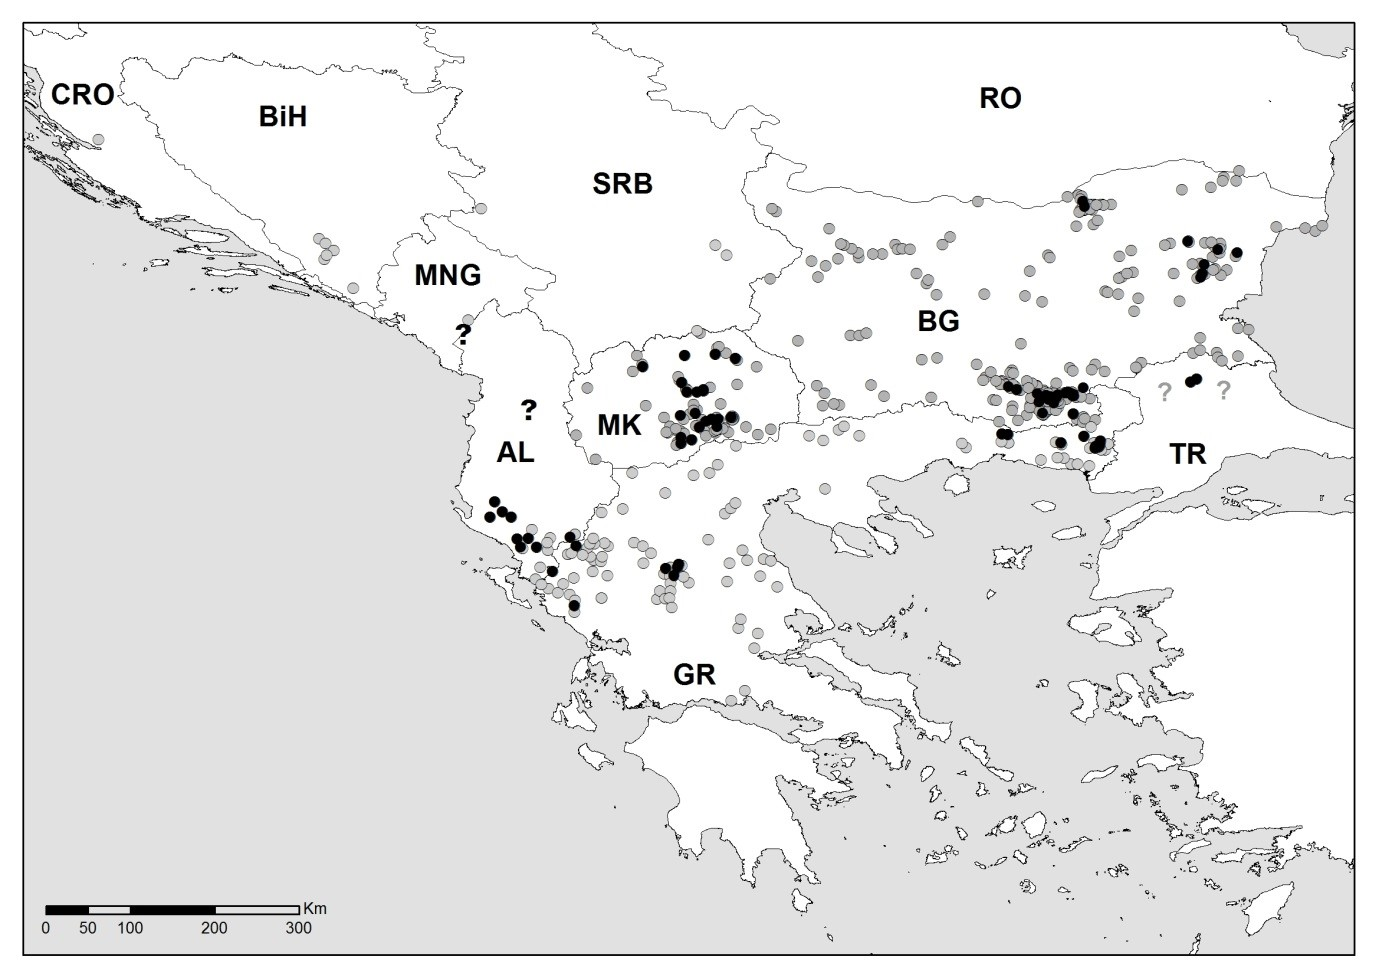 CRO
BiH
RO
SRB
MNG
?
BG
?
MK
AL
? ?
TR
GR
Km
0 50 100 200 300